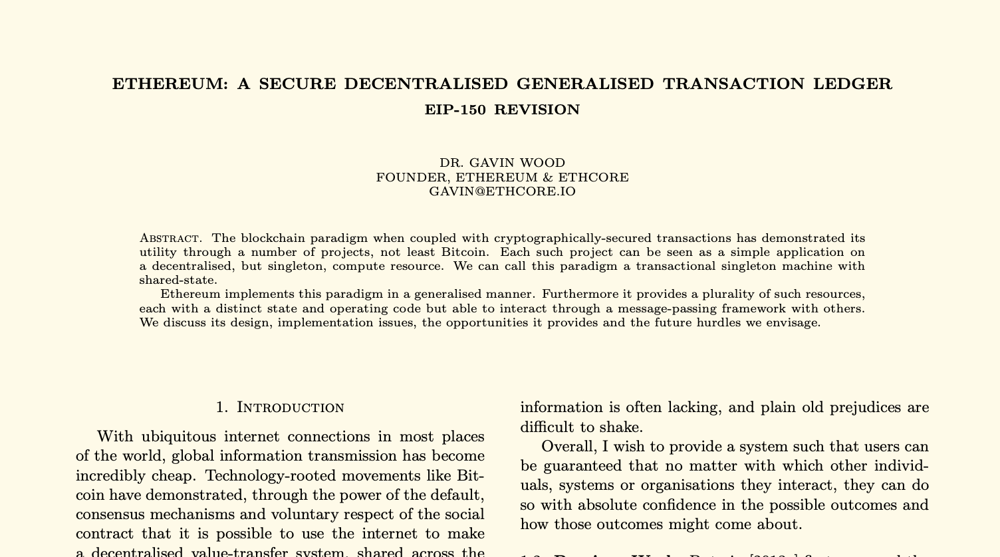 ETHEREUM: A SECURE DECENTRALISED GENERALISED TRANSACTION LEDGER
EIP-150 REVISION
DR. GAVIN WOOD
FOUNDER, ETHEREUM & ETHCORE
GAVIN@ETHCORE.IO
Abstract. The blockchain paradigm when coupled with cryptographically-secured transactions has demonstrated its
utility through a number of projects, not least Bitcoin. Each such project can be seen as a simple application on
a decentralised, but singleton, compute resource. We can call this paradigm a transactional singleton machine with
shared-state.
Ethereum implements this paradigm in a generalised manner. Furthermore it provides a plurality of such resources,
each with a distinct state and operating code but able to interact through a message-passing framework with others.
We discuss its design, implementation issues, the opportunities it provides and the future hurdles we envisage.
1. Introduction
With ubiquitous internet connections in most places
of the world, global information transmission has become
incredibly cheap. Technology-rooted movements like Bit-
coin have demonstrated, through the power of the default,
consensus mechanisms and voluntary respect of the social
contract that it is possible to use the internet to make
a decentralised value-transfer system, shared across the
information is often lacking, and plain old prejudices are
difficult to shake.
Overall, I wish to provide a system such that users can
be guaranteed that no matter with which other individ-
uals, systems or organisations they interact, they can do
so with absolute confidence in the possible outcomes and
how those outcomes might come about.